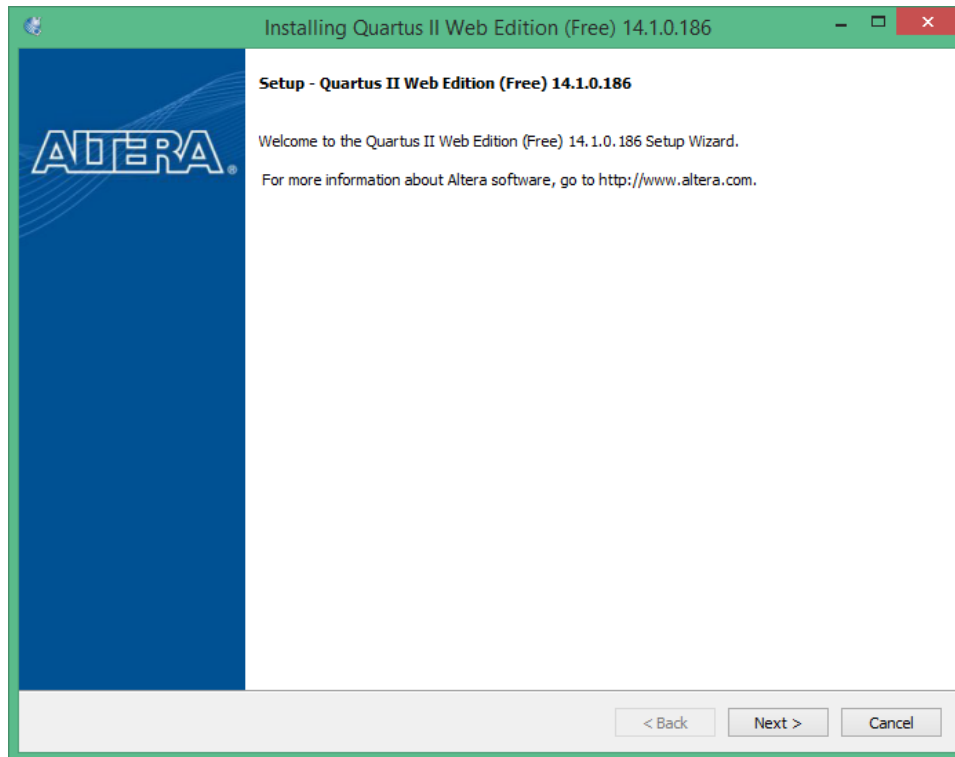 Installing Quartus II Web Edition (Free) 14.1.0.186
Setup - Quartus II Web Edition (Free) 14.1.0.186
ALTERA®
Welcome to the Quartus II Web Edition (Free) 14.1.0.186 Setup Wizard.
For more information about Altera software, go to http://www.altera.com.
< Back
Next >
Cancel